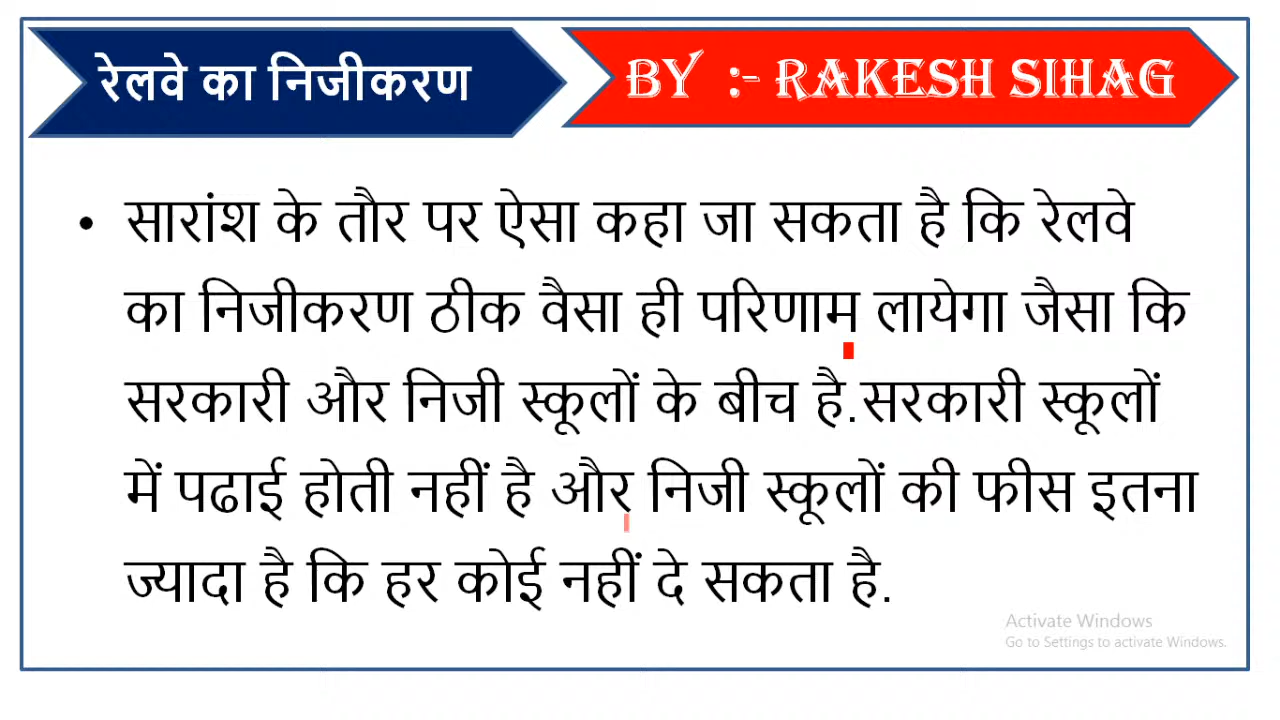 रेलवे का निजीकरण
BY :- RAKESH SIHAG
• सारांश के तौर पर ऐसा कहा जा सकता है कि रेलवे
का निजीकरण ठीक वैसा ही परिणाम लायेगा जैसा कि
सरकारी और निजी स्कूलों के बीच है.सरकारी स्कूलों
में पढाई होती नहीं है और निजी स्कूलों की फीस इतना
ज्यादा है कि हर कोई नहीं दे सकता है.
Activate Windows
Go to Settings to activate Windows.